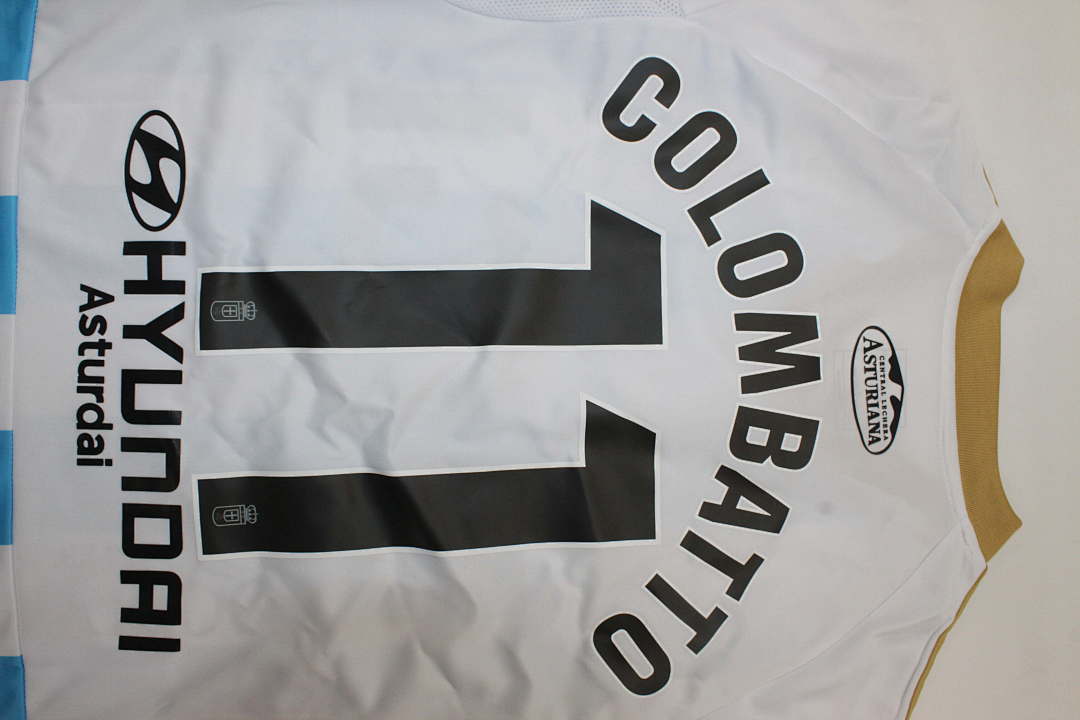 CENTRAL LECHERA
ASTURIANA
COLOMBATTO
11
HYUNDAI
Asturdai